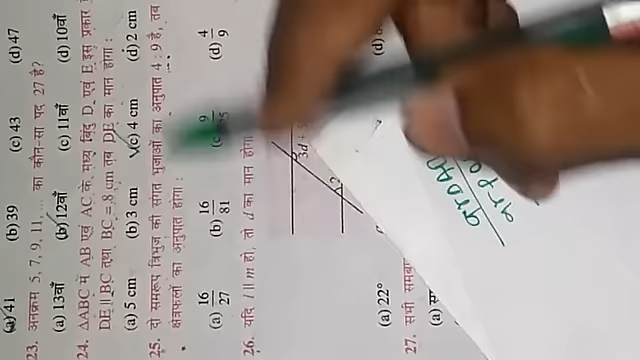 (a) 41 (b) 39 (c) 43 (d) 47
23. अनुक्रम 5, 7, 9, 11, ... का कौन-सा पद 27 है?
(a) 13वाँ (b) 12वाँ (c) 11वाँ (d) 10वाँ
24. ΔABC में AB एवं AC के मध्य बिंदु D एवं E इस प्रकार
DE || BC तथा BC = 8 cm तब DE का मान होगा :
(a) 5 cm (b) 3 cm (c) 4 cm (d) 2 cm
25. दो समरूप त्रिभुज की संगत भुजाओं का अनुपात 4 : 9 है, तब
क्षेत्रफलों का अनुपात होगा :
(a) 16/27 (b) 16/81 (d) 4/9
26. यदि l || m हो, तो d का मान होगा
3d +
(a) 22° (d)
27. सभी
(a)